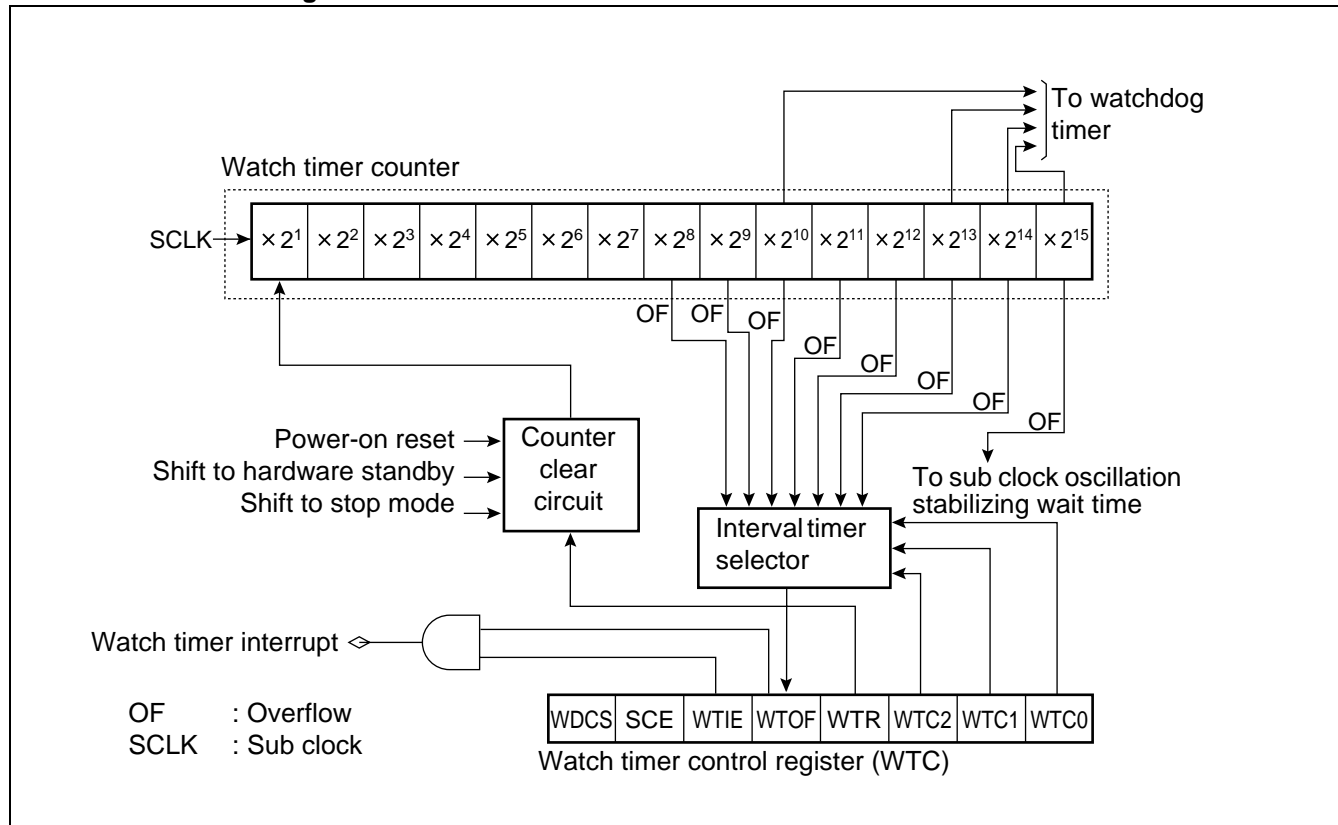 To watchdog
timer
Watch timer counter
SCLK
× 2¹ × 2² × 2³ × 2⁴ × 2⁵ × 2⁶ × 2⁷ × 2⁸ × 2⁹ × 2¹⁰ × 2¹¹ × 2¹² × 2¹³ × 2¹⁴ × 2¹⁵
OF OF OF OF OF OF OF OF
Power-on reset
Shift to hardware standby
Shift to stop mode
Counter
clear
circuit
To sub clock oscillation
stabilizing wait time
Interval timer
selector
Watch timer interrupt
OF : Overflow
SCLK : Sub clock
WDCS SCE WTIE WTOF WTR WTC2 WTC1 WTC0
Watch timer control register (WTC)